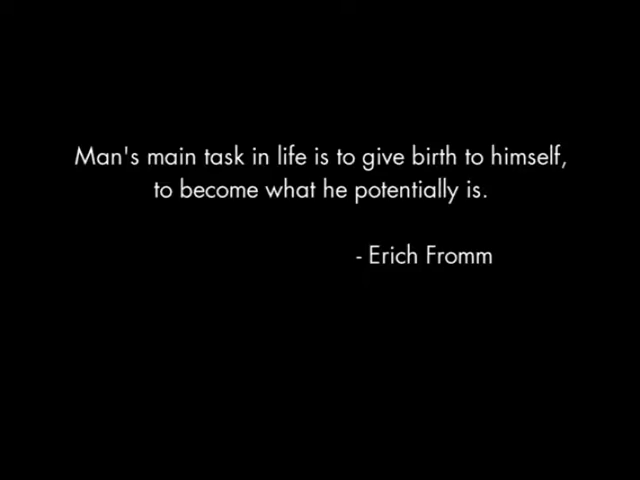 Man's main task in life is to give birth to himself,
to become what he potentially is.
- Erich Fromm